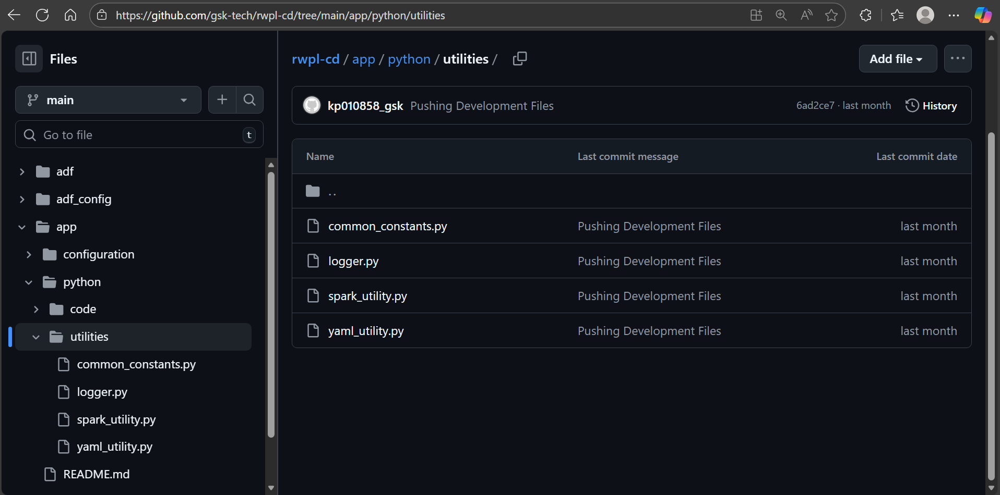 https://github.com/gsk-tech/rwpl-cd/tree/main/app/python/utilities
Files
main
Go to file
t
adf
adf_config
app
configuration
python
code
utilities
common_constants.py
logger.py
spark_utility.py
yaml_utility.py
README.md
rwpl-cd / app / python / utilities /
Add file
kp010858_gsk Pushing Development Files 6ad2ce7 · last month History
Name Last commit message Last commit date
..
common_constants.py Pushing Development Files last month
logger.py Pushing Development Files last month
spark_utility.py Pushing Development Files last month
yaml_utility.py Pushing Development Files last month